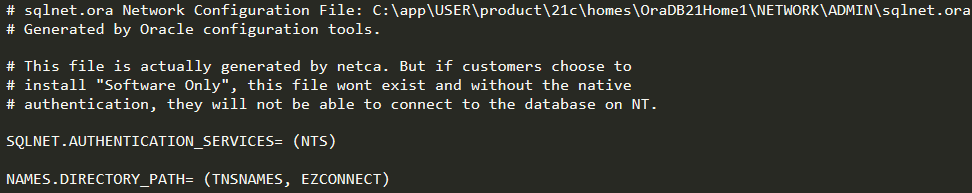 # sqlnet.ora Network Configuration File: C:\app\USER\product\21c\homes\OraDB21Home1\NETWORK\ADMIN\sqlnet.ora
# Generated by Oracle configuration tools.
# This file is actually generated by netca. But if customers choose to
# install "Software Only", this file wont exist and without the native
# authentication, they will not be able to connect to the database on NT.
SQLNET.AUTHENTICATION_SERVICES= (NTS)
NAMES.DIRECTORY_PATH= (TNSNAMES, EZCONNECT)